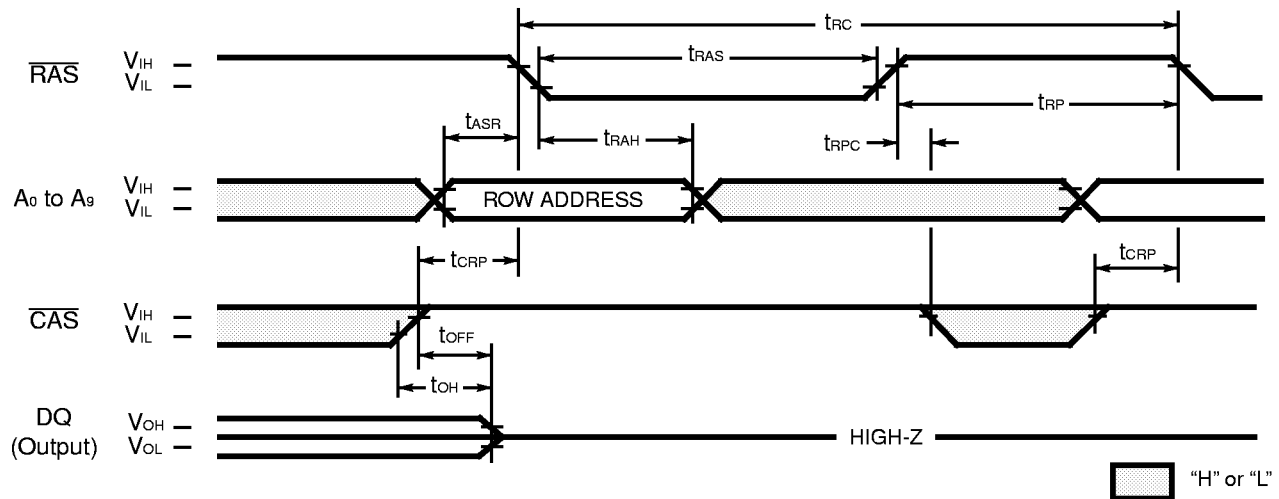 tRC
RAS
VIH
VIL
tRAS
tRP
tASR
tRAH
tRPC
A0 to A9
VIH
VIL
ROW ADDRESS
tCRP
tCRP
CAS
VIH
VIL
tOFF
tOH
DQ
(Output)
VOH
VOL
HIGH-Z
“H” or “L”